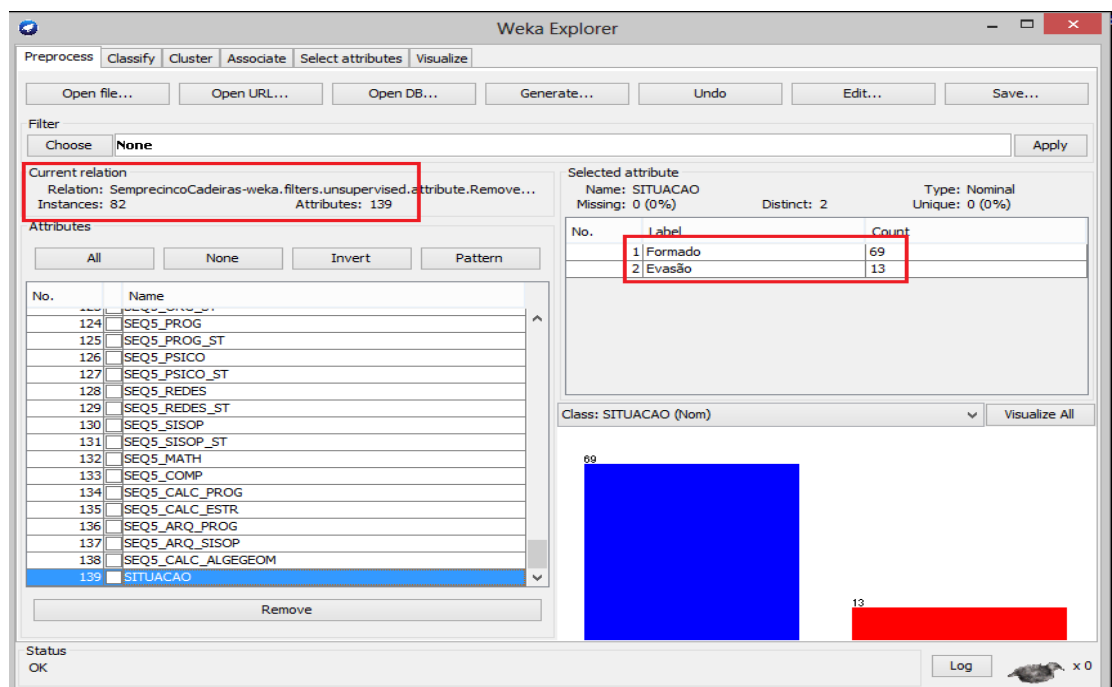 Weka Explorer
Preprocess Classify Cluster Associate Select attributes Visualize
Open file... Open URL... Open DB... Generate... Undo Edit... Save...
Filter
Choose None Apply
Current relation
Relation: SemprecincoCadeiras-weka.filters.unsupervised.attribute.Remove...
Instances: 82 Attributes: 139
Attributes
All None Invert Pattern
No. Name
124 SEQ5_PROG
125 SEQ5_PROG_ST
126 SEQ5_PSICO
127 SEQ5_PSICO_ST
128 SEQ5_REDES
129 SEQ5_REDES_ST
130 SEQ5_SISOP
131 SEQ5_SISOP_ST
132 SEQ5_MATH
133 SEQ5_COMP
134 SEQ5_CALC_PROG
135 SEQ5_CALC_ESTR
136 SEQ5_ARQ_PROG
137 SEQ5_ARQ_SISOP
138 SEQ5_CALC_ALGEGEOM
139 SITUACAO
Remove
Selected attribute
Name: SITUACAO Type: Nominal
Missing: 0 (0%) Distinct: 2 Unique: 0 (0%)
No. Label Count
1 Formado 69
2 Evasão 13
Class: SITUACAO (Nom) Visualize All
69
13
Status
OK
Log x 0